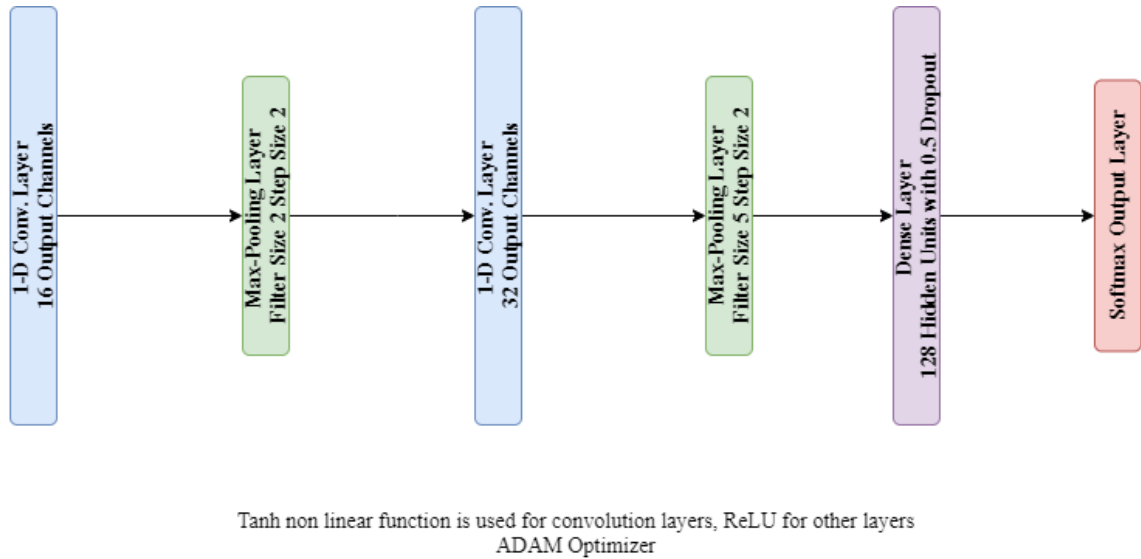 1-D Conv. Layer
16 Output Channels
Max-Pooling Layer
Filter Size 2 Step Size 2
1-D Conv. Layer
32 Output Channels
Max-Pooling Layer
Filter Size 5 Step Size 2
Dense Layer
128 Hidden Units with 0.5 Dropout
Softmax Output Layer
Tanh non linear function is used for convolution layers, ReLU for other layers
ADAM Optimizer